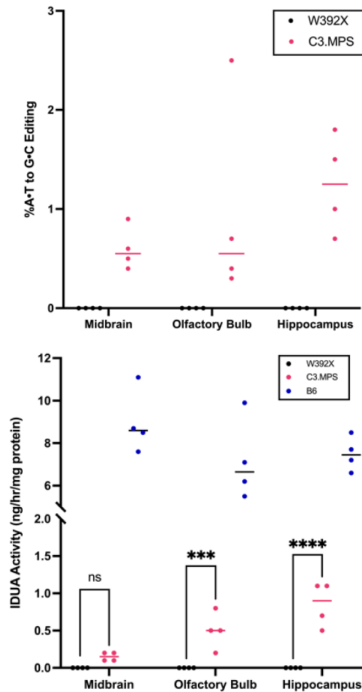 W392X
C3.MPS
%A•T to G•C Editing
3
2
1
0
Midbrain Olfactory Bulb Hippocampus
W392X
C3.MPS
B6
IDUA Activity (ng/hr/mg protein)
12
10
8
6
2.0
1.5
1.0
0.5
0.0
ns
***
****
Midbrain Olfactory Bulb Hippocampus